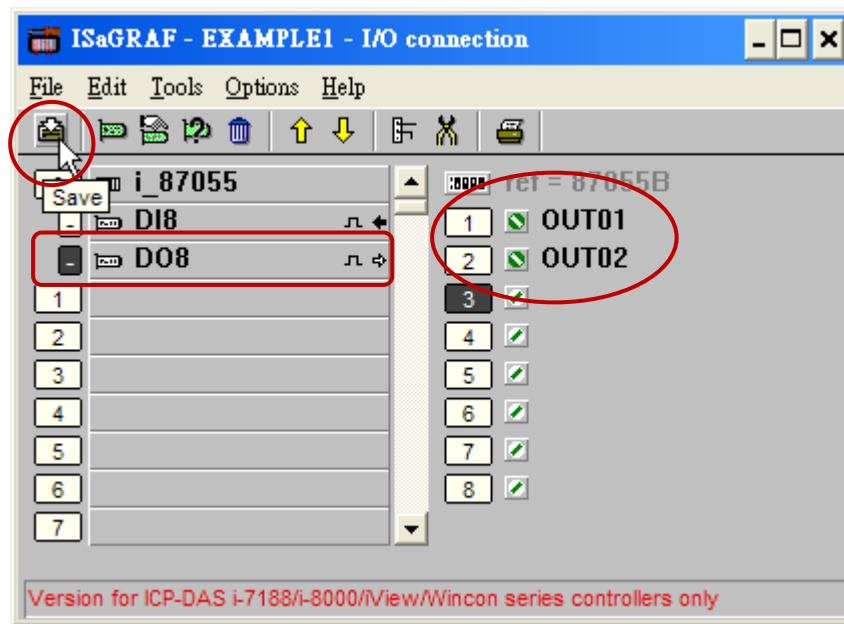 ISaGRAF - EXAMPLE1 - I/O connection
File Edit Tools Options Help
i_87055
ref = 87055B
Save
- DI8
1 OUT01
- DO8
2 OUT02
1
3
2
4
3
5
4
6
5
7
6
8
7
Version for ICP-DAS i-7188/i-8000/iView/Wincon series controllers only